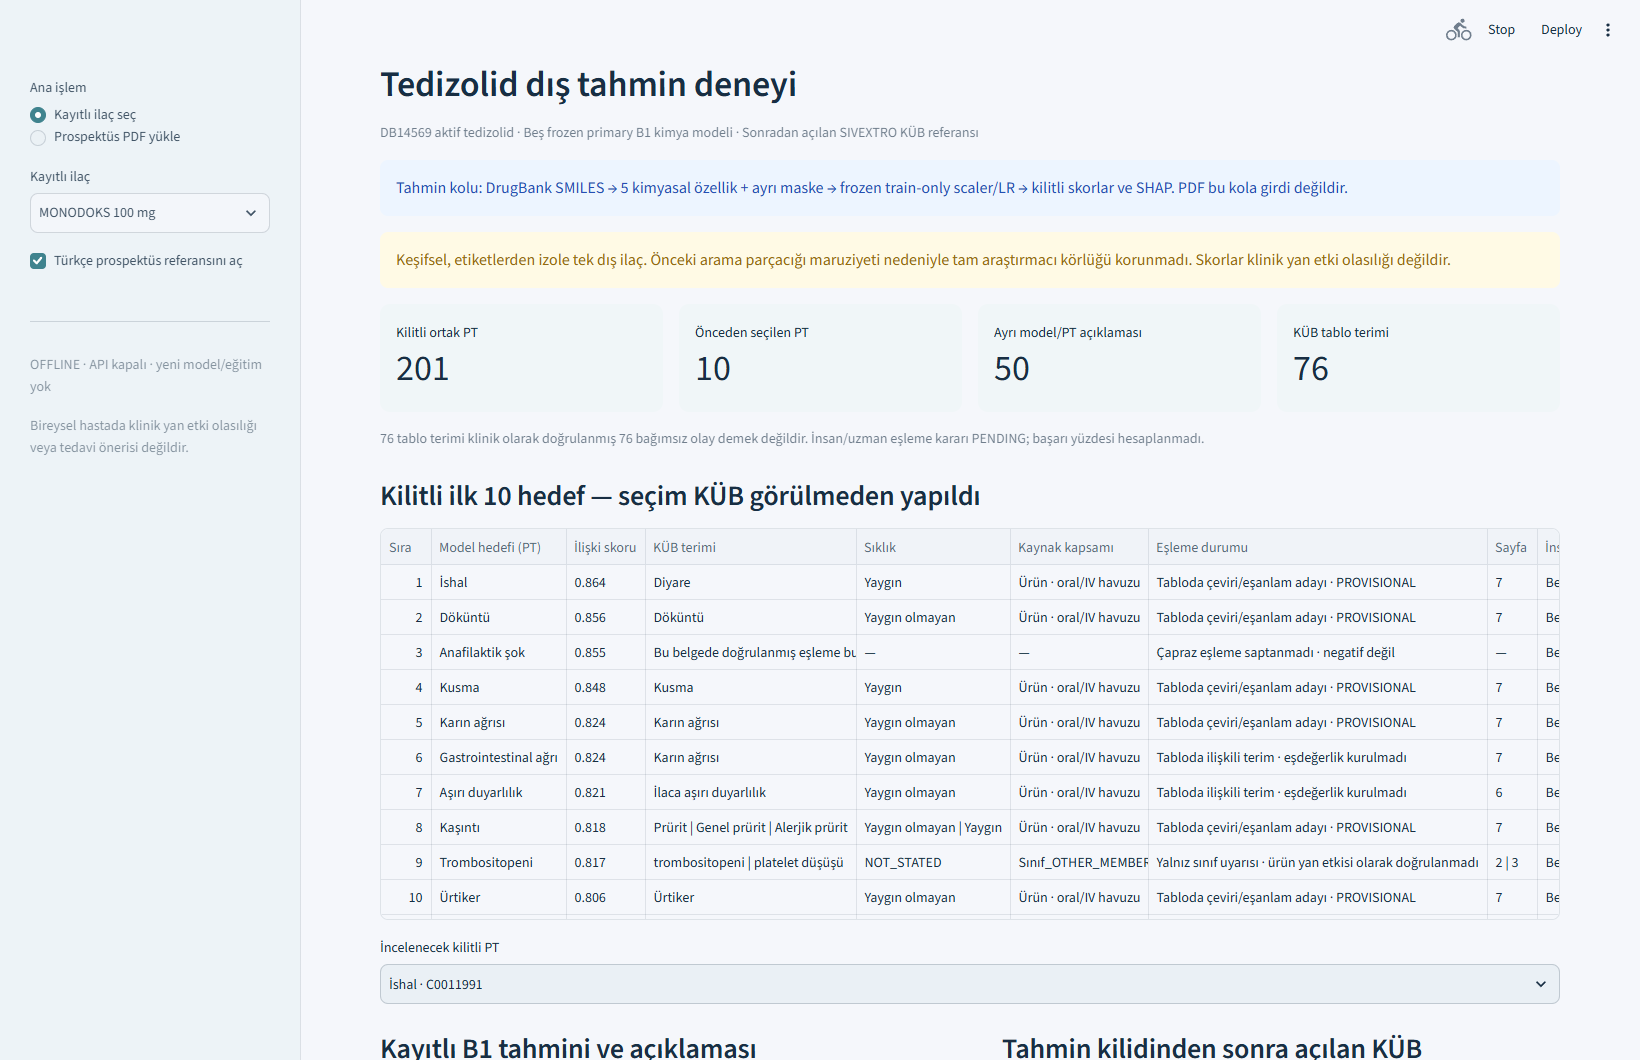 Stop Deploy
Ana işlem
Kayıtlı ilaç seç
Prospektüs PDF yükle
Kayıtlı ilaç
MONODOKS 100 mg
Türkçe prospektüs referansını aç
OFFLINE · API kapalı · yeni model/eğitim
yok
Bireysel hastada klinik yan etki olasılığı
veya tedavi önerisi değildir.
Tedizolid dış tahmin deneyi
DB14569 aktif tedizolid · Beş frozen primary B1 kimya modeli · Sonradan açılan SIVEXTRO KÜB referansı
Tahmin kolu: DrugBank SMILES → 5 kimyasal özellik + ayrı maske → frozen train-only scaler/LR → kilitli skorlar ve SHAP. PDF bu kola girdi değildir.
Keşifsel, etiketlerden izole tek dış ilaç. Önceki arama parçacığı maruziyeti nedeniyle tam araştırmacı körlüğü korunmadı. Skorlar klinik yan etki olasılığı değildir.
Kilitli ortak PT
201
Önceden seçilen PT
10
Ayrı model/PT açıklaması
50
KÜB tablo terimi
76
76 tablo terimi klinik olarak doğrulanmış 76 bağımsız olay demek değildir. İnsan/uzman eşleme kararı PENDING; başarı yüzdesi hesaplanmadı.
Kilitli ilk 10 hedef — seçim KÜB görülmeden yapıldı
Sıra Model hedefi (PT) İlişki skoru KÜB terimi Sıklık Kaynak kapsamı Eşleme durumu Sayfa İns
1 İshal 0.864 Diyare Yaygın Ürün · oral/IV havuzu Tabloda çeviri/eşanlam adayı · PROVISIONAL 7 Be
2 Döküntü 0.856 Döküntü Yaygın olmayan Ürün · oral/IV havuzu Tabloda çeviri/eşanlam adayı · PROVISIONAL 7 Be
3 Anafilaktik şok 0.855 Bu belgede doğrulanmış eşleme bu — — Çapraz eşleme saptanmadı · negatif değil — Be
4 Kusma 0.848 Kusma Yaygın Ürün · oral/IV havuzu Tabloda çeviri/eşanlam adayı · PROVISIONAL 7 Be
5 Karın ağrısı 0.824 Karın ağrısı Yaygın olmayan Ürün · oral/IV havuzu Tabloda çeviri/eşanlam adayı · PROVISIONAL 7 Be
6 Gastrointestinal ağrı 0.824 Karın ağrısı Yaygın olmayan Ürün · oral/IV havuzu Tabloda ilişkili terim · eşdeğerlik kurulmadı 7 Be
7 Aşırı duyarlılık 0.821 İlaca aşırı duyarlılık Yaygın olmayan Ürün · oral/IV havuzu Tabloda ilişkili terim · eşdeğerlik kurulmadı 6 Be
8 Kaşıntı 0.818 Prürit | Genel prürit | Alerjik prürit Yaygın olmayan | Yaygın Ürün · oral/IV havuzu Tabloda çeviri/eşanlam adayı · PROVISIONAL 7 Be
9 Trombositopeni 0.817 trombositopeni | platelet düşüşü NOT_STATED Sınıf_OTHER_MEMBER Yalnız sınıf uyarısı · ürün yan etkisi olarak doğrulanmadı 2 | 3 Be
10 Ürtiker 0.806 Ürtiker Yaygın olmayan Ürün · oral/IV havuzu Tabloda çeviri/eşanlam adayı · PROVISIONAL 7 Be
İncelenecek kilitli PT
İshal · C0011991
Kayıtlı B1 tahmini ve açıklaması
Tahmin kilidinden sonra açılan KÜB